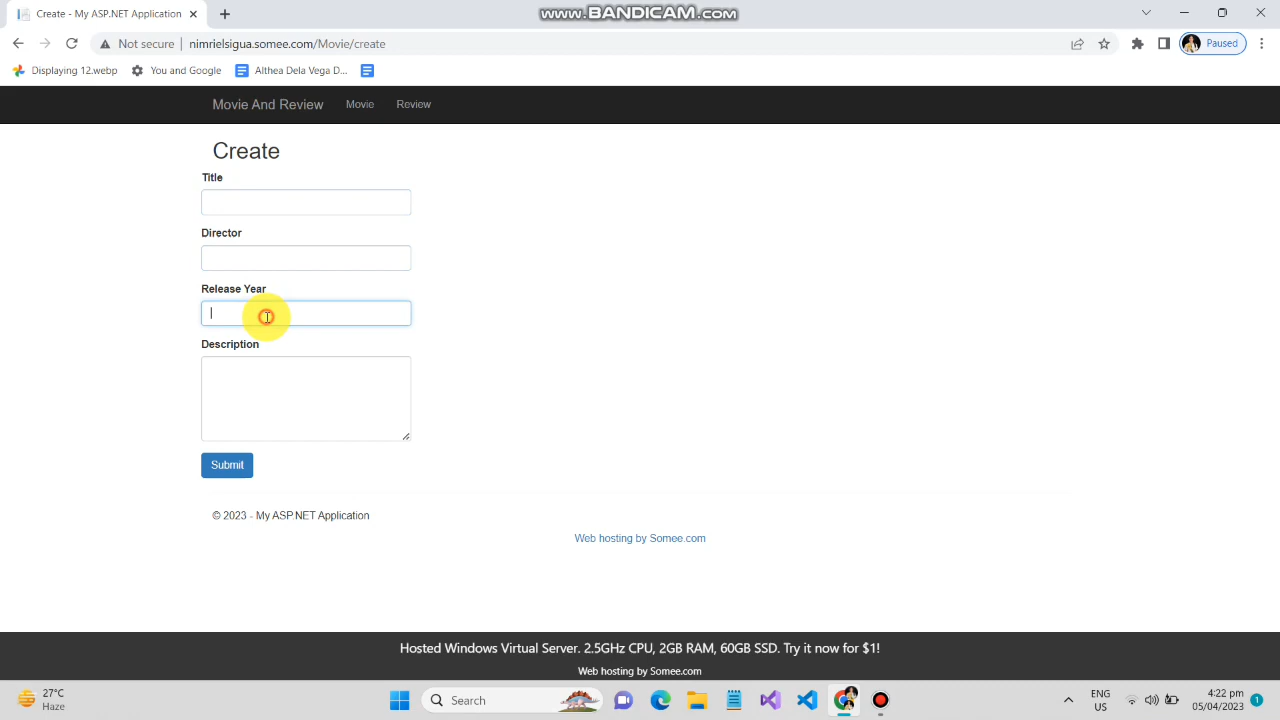 Create - My ASP.NET Application
www.BANDICAM.com
Not secure
nimrielsigua.somee.com/Movie/create
Paused
Displaying 12.webp
You and Google
Althea Dela Vega D...
Movie And Review
Movie
Review
Create
Title
Director
Release Year
Description
Submit
© 2023 - My ASP.NET Application
Web hosting by Somee.com
Hosted Windows Virtual Server. 2.5GHz CPU, 2GB RAM, 60GB SSD. Try it now for $1!
Web hosting by Somee.com
27°C
Haze
Search
ENG
US
4:22 pm
05/04/2023
1